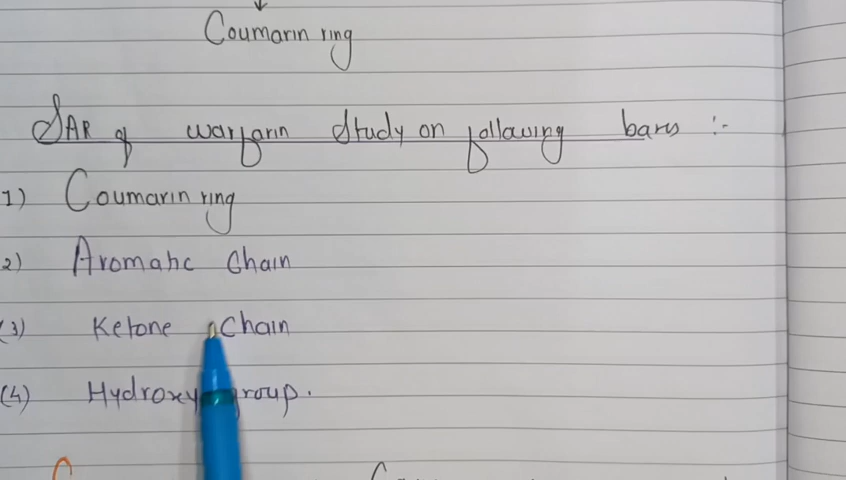 Coumarin ring
SAR of warfarin Study on following bases :-
1) Coumarin ring
2) Aromatic Chain
(3) Ketone Chain
(4) Hydroxy group.